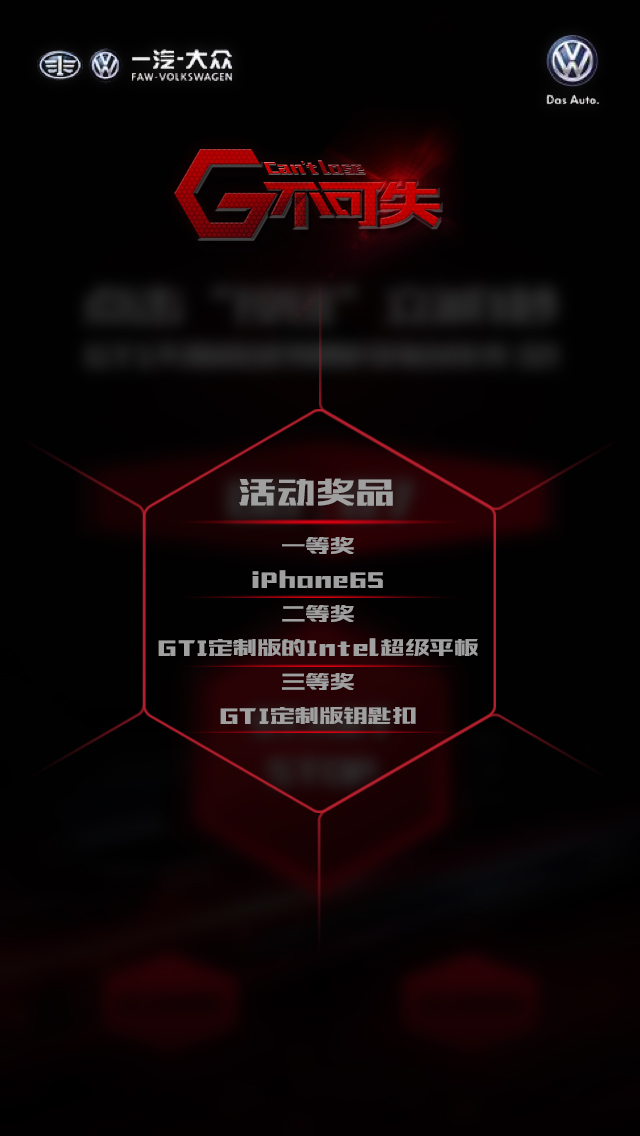 一汽-大众
FAW-VOLKSWAGEN
Das Auto.
Can't lose
G不可失
活动奖品
一等奖
iPhone6S
二等奖
GTI定制版的Intel超级平板
三等奖
GTI定制版钥匙扣